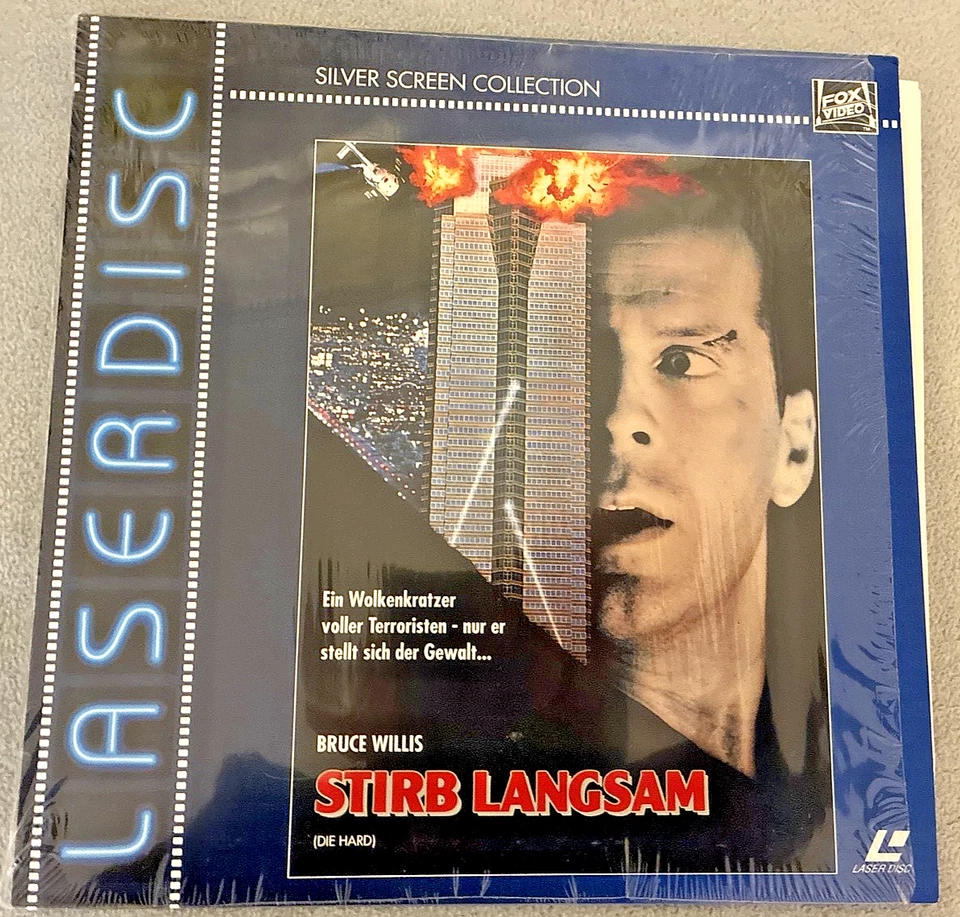 SILVER SCREEN COLLECTION
FOX
VIDEO
™
LASERDISC
Ein Wolkenkratzer
voller Terroristen - nur er
stellt sich der Gewalt...
BRUCE WILLIS
STIRB LANGSAM
(DIE HARD)
LASER DISC